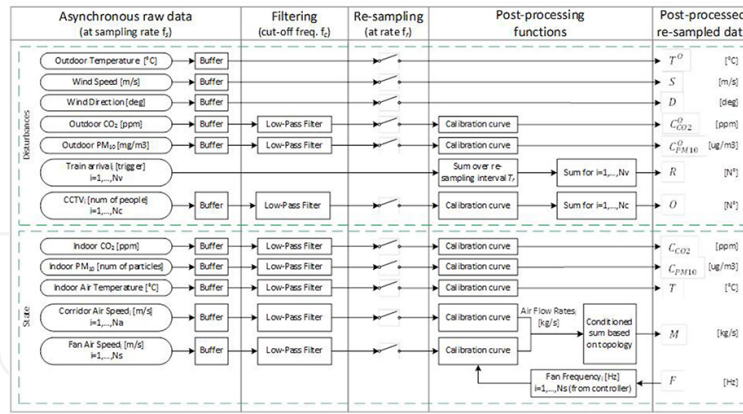 Asynchronous raw data
(at sampling rate fs)
Filtering
(cut-off freq. fc)
Re-sampling
(at rate fr)
Post-processing
functions
Post-processed
re-sampled dat
Disturbances
Outdoor Temperature [°C] Buffer T^O [°C]
Wind Speed [m/s] Buffer S [m/s]
Wind Direction [deg] Buffer D [deg]
Outdoor CO₂ [ppm] Buffer Low-Pass Filter Calibration curve C^O_CO2 [ppm]
Outdoor PM₁₀ [mg/m3] Buffer Low-Pass Filter Calibration curve C^O_PM10 [ug/m3]
Train arrivalᵢ [trigger]
i=1,...,Nv
Sum over re-
sampling interval Tr
Sum for i=1,...,Nv
R [N°]
CCTVᵢ [num of people]
i=1,...,Nc
Buffer Low-Pass Filter Calibration curve Sum for i=1,...,Nc O [N°]
State
Indoor CO₂ [ppm] Buffer Low-Pass Filter Calibration curve C_CO2 [ppm]
Indoor PM₁₀ [num of particles] Buffer Low-Pass Filter Calibration curve C_PM10 [ug/m3]
Indoor Air Temperature [°C] Buffer Low-Pass Filter Calibration curve T [°C]
Corridor Air Speedᵢ [m/s]
i=1,...,Na
Buffer Low-Pass Filter Calibration curve
Air Flow Ratesᵢ
[kg/s]
Conditioned
sum based
on topology
M [kg/s]
Fan Air Speedᵢ [m/s]
i=1,...,Ns
Buffer Low-Pass Filter Calibration curve
Fan Frequencyᵢ [Hz]
i=1,...,Ns (from controller)
F [Hz]